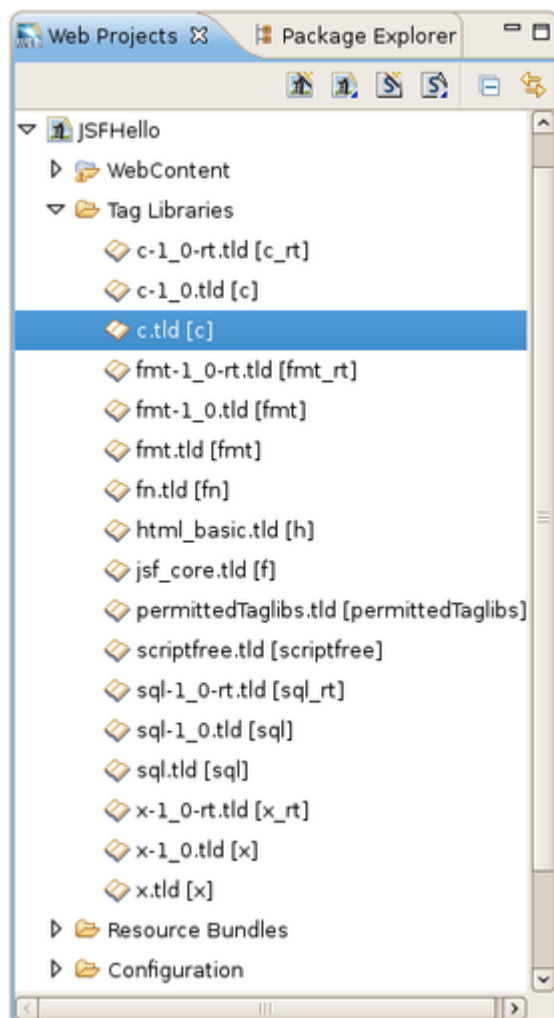 Web Projects Package Explorer
JSFHello
WebContent
Tag Libraries
c-1_0-rt.tld [c_rt]
c-1_0.tld [c]
c.tld [c]
fmt-1_0-rt.tld [fmt_rt]
fmt-1_0.tld [fmt]
fmt.tld [fmt]
fn.tld [fn]
html_basic.tld [h]
jsf_core.tld [f]
permittedTaglibs.tld [permittedTaglibs]
scriptfree.tld [scriptfree]
sql-1_0-rt.tld [sql_rt]
sql-1_0.tld [sql]
sql.tld [sql]
x-1_0-rt.tld [x_rt]
x-1_0.tld [x]
x.tld [x]
Resource Bundles
Configuration